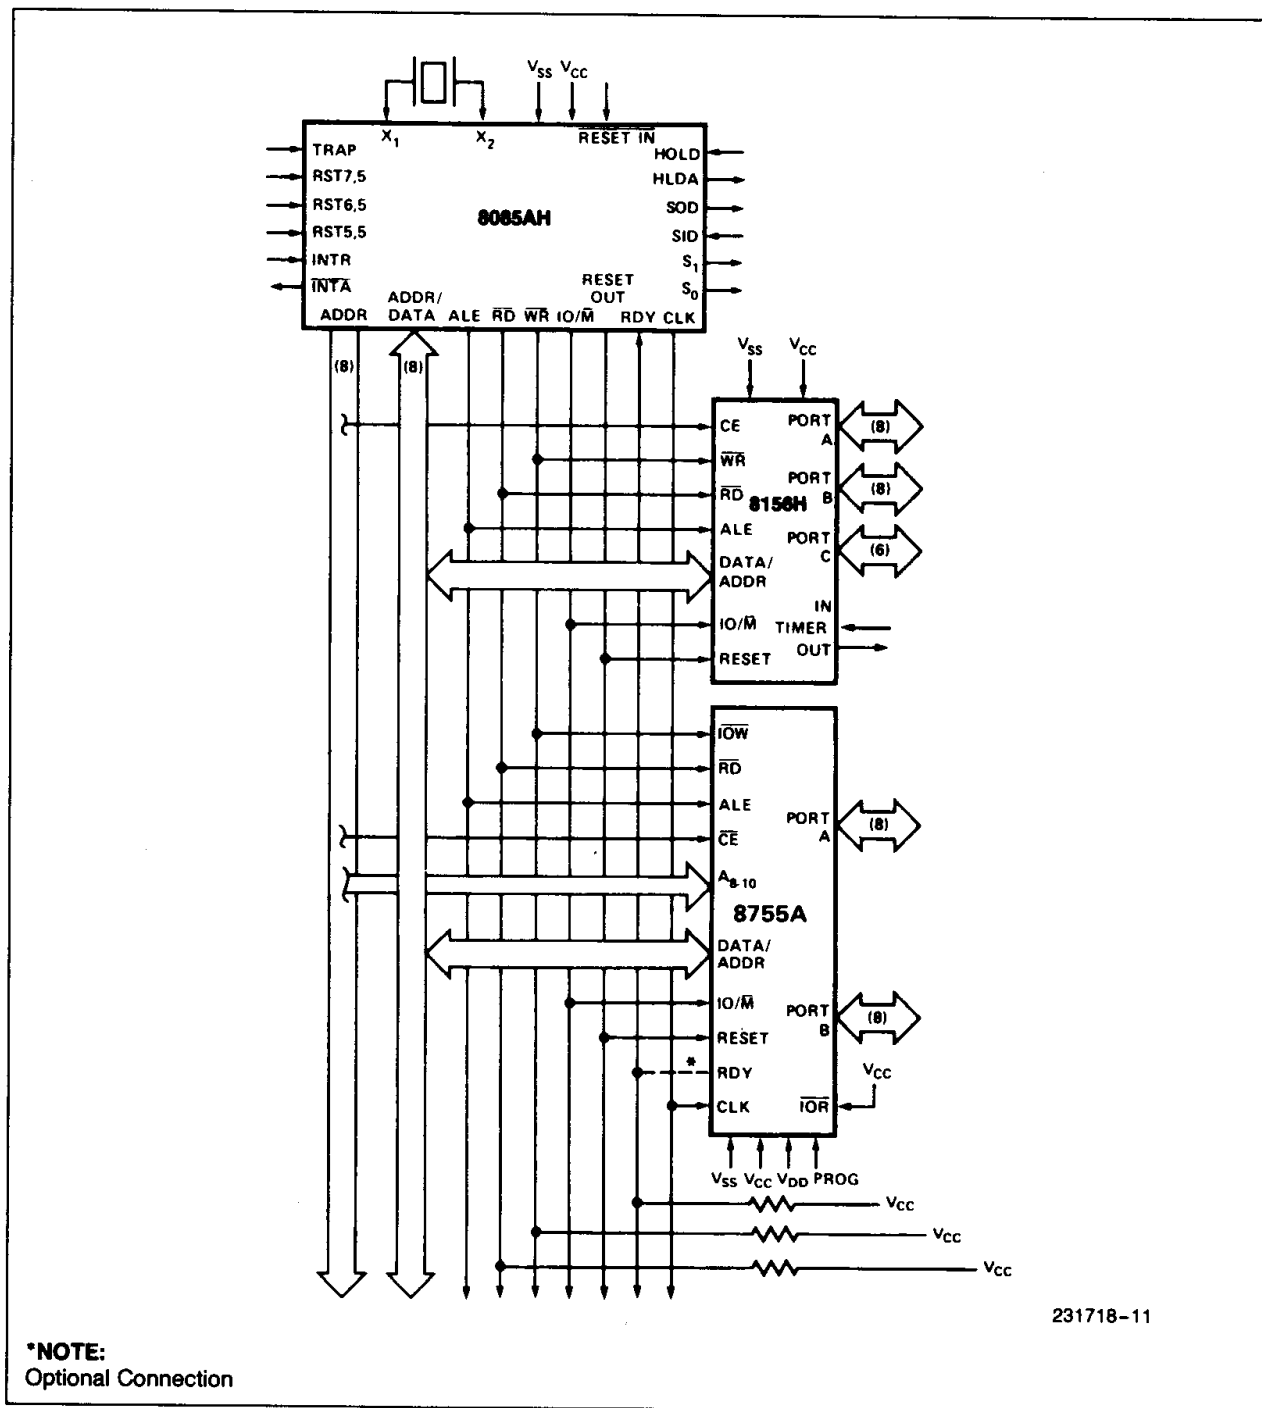 VSS VCC
X1 X2 RESET IN
TRAP
RST7,5
RST6,5
RST5,5
INTR
INTA
8085AH
HOLD
HLDA
SOD
SID
S1
S0
ADDR ADDR/ DATA ALE RD WR IO/M RESET OUT RDY CLK
(8) (8)
VSS VCC
CE
WR
RD
ALE
DATA/
ADDR
IO/M
RESET
8156H
PORT
A
(8)
PORT
B
(8)
PORT
C
(6)
IN
TIMER
OUT
IOW
RD
ALE
CE
A8-10
8755A
DATA/
ADDR
IO/M
RESET
*
RDY
CLK
PORT
A
(8)
PORT
B
(8)
VCC
IOR
VSS VCC VDD PROG
VCC
VCC
VCC
231718-11
*NOTE:
Optional Connection